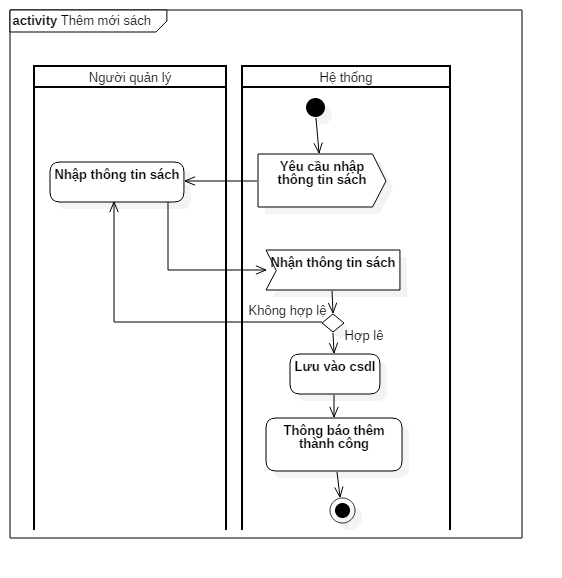 activity Thêm mới sách
Người quản lý
Hệ thống
Yêu cầu nhập
thông tin sách
Nhập thông tin sách
Nhận thông tin sách
Không hợp lệ
Hợp lê
Lưu vào csdl
Thông báo thêm
thành công